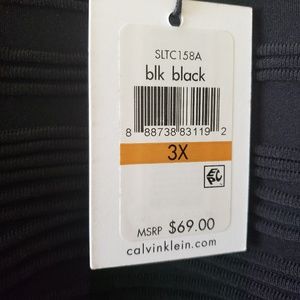 SLTC158A
blk black
8 88738 83119 2
3X
MSRP $69.00
calvinklein.com